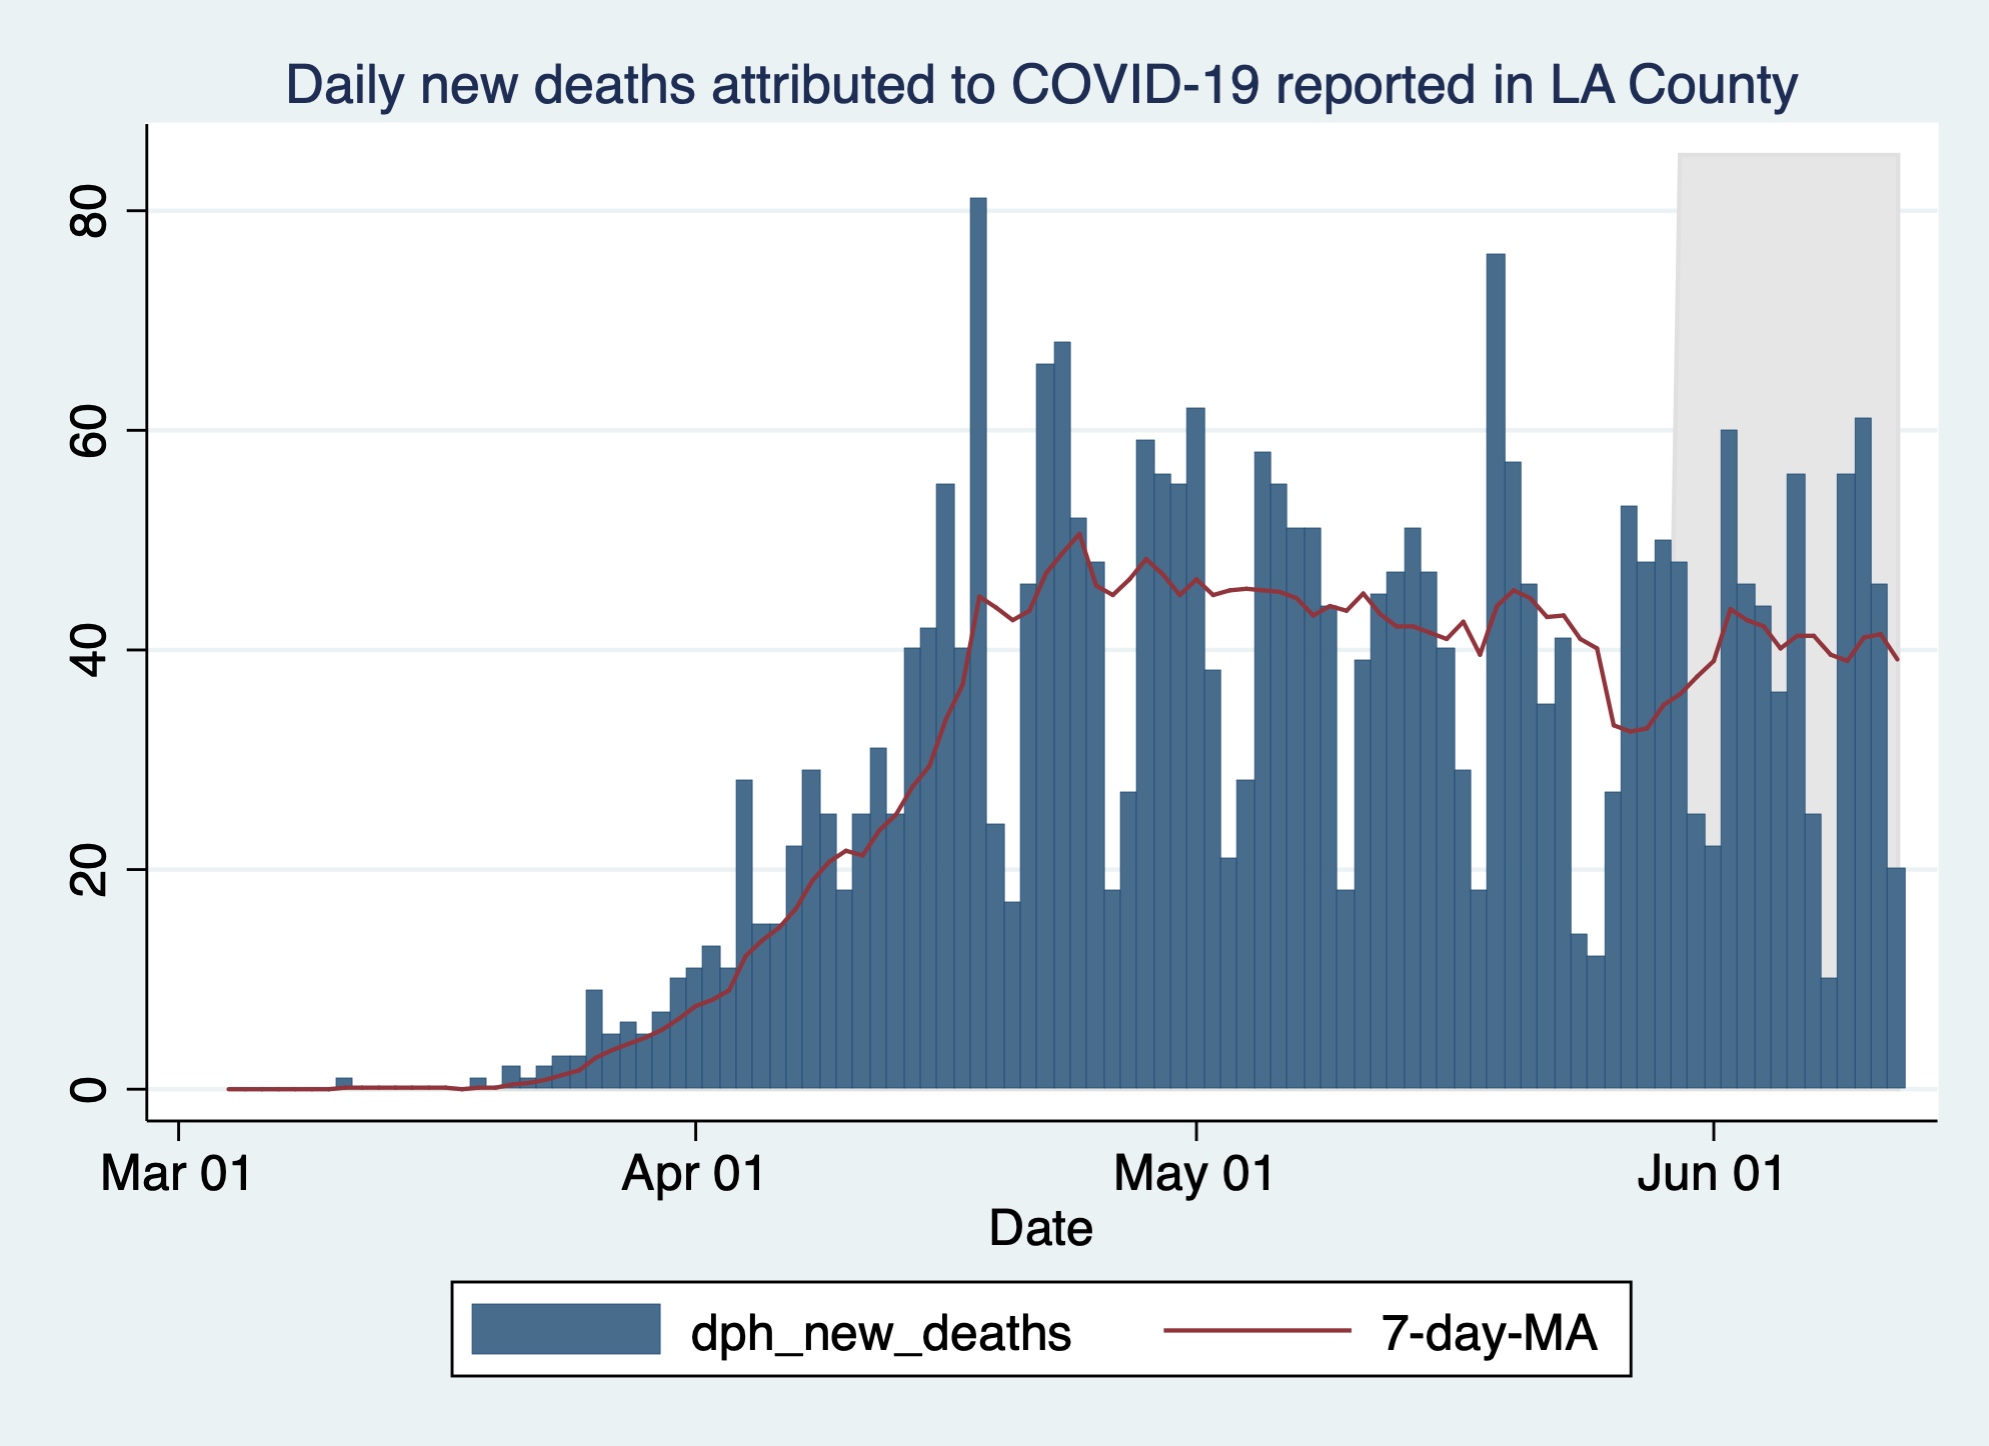 Daily new deaths attributed to COVID-19 reported in LA County
80
60
40
20
0
Mar 01 Apr 01 May 01 Jun 01
Date
dph_new_deaths 7-day-MA